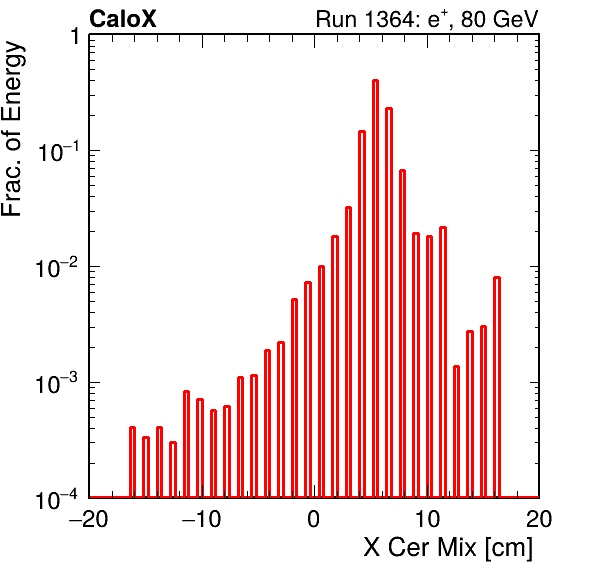 CaloX Run 1364: e⁺, 80 GeV
Frac. of Energy
1
10⁻¹
10⁻²
10⁻³
10⁻⁴
−20 −10 0 10 20
X Cer Mix [cm]